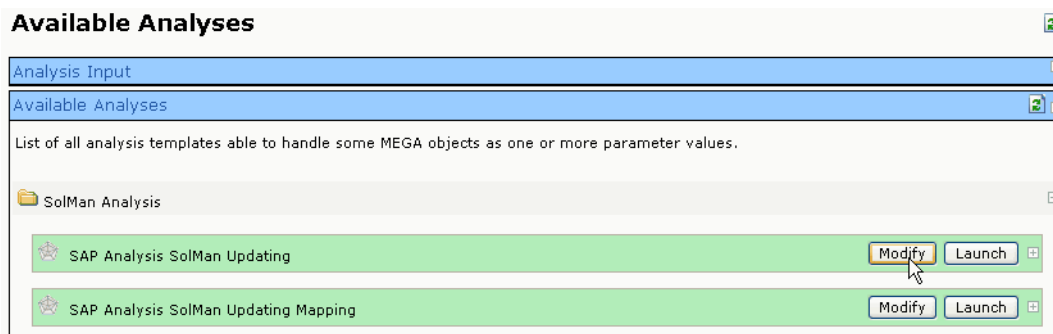 Available Analyses
Analysis Input
Available Analyses
List of all analysis templates able to handle some MEGA objects as one or more parameter values.
SolMan Analysis
SAP Analysis SolMan Updating Modify Launch
SAP Analysis SolMan Updating Mapping Modify Launch